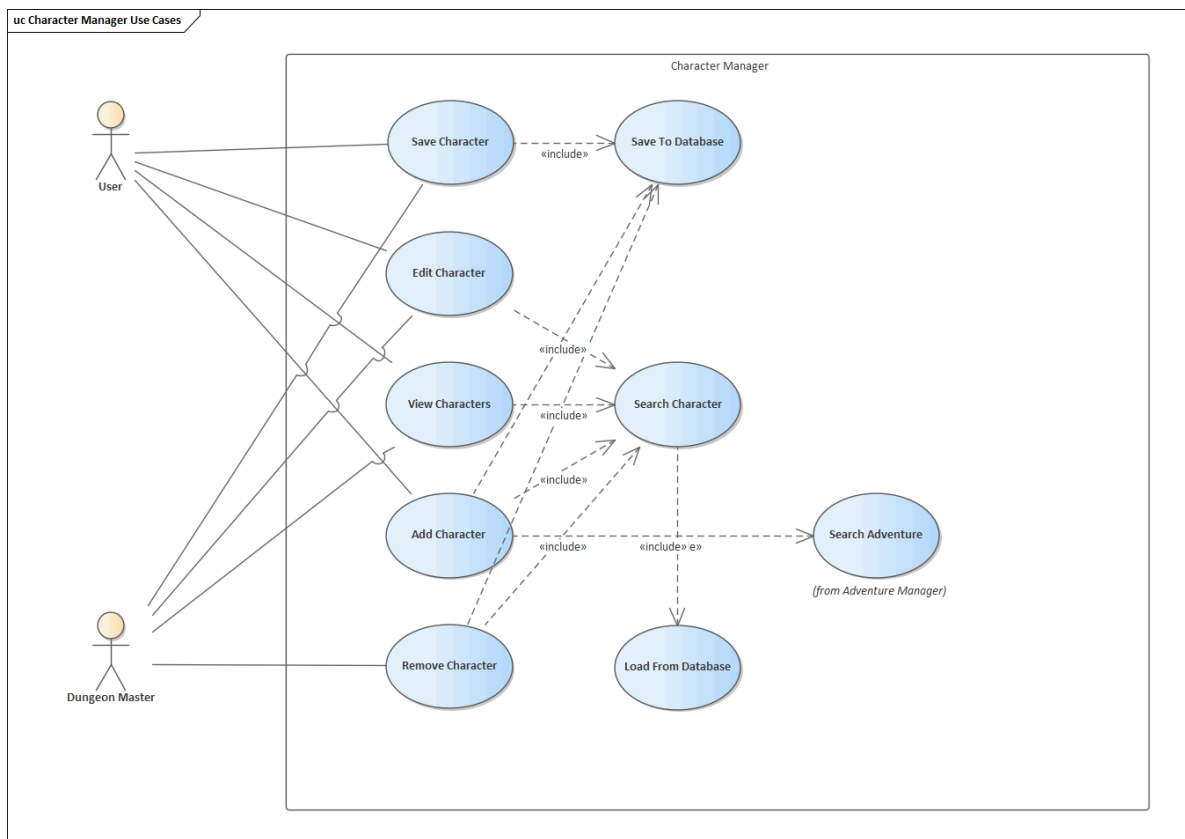 uc Character Manager Use Cases
Character Manager
Save Character
Save To Database
«include»
User
Edit Character
«include»
View Characters
Search Character
«include»
«include»
Add Character
Search Adventure
«include»
«include» e»
(from Adventure Manager)
Remove Character
Load From Database
Dungeon Master